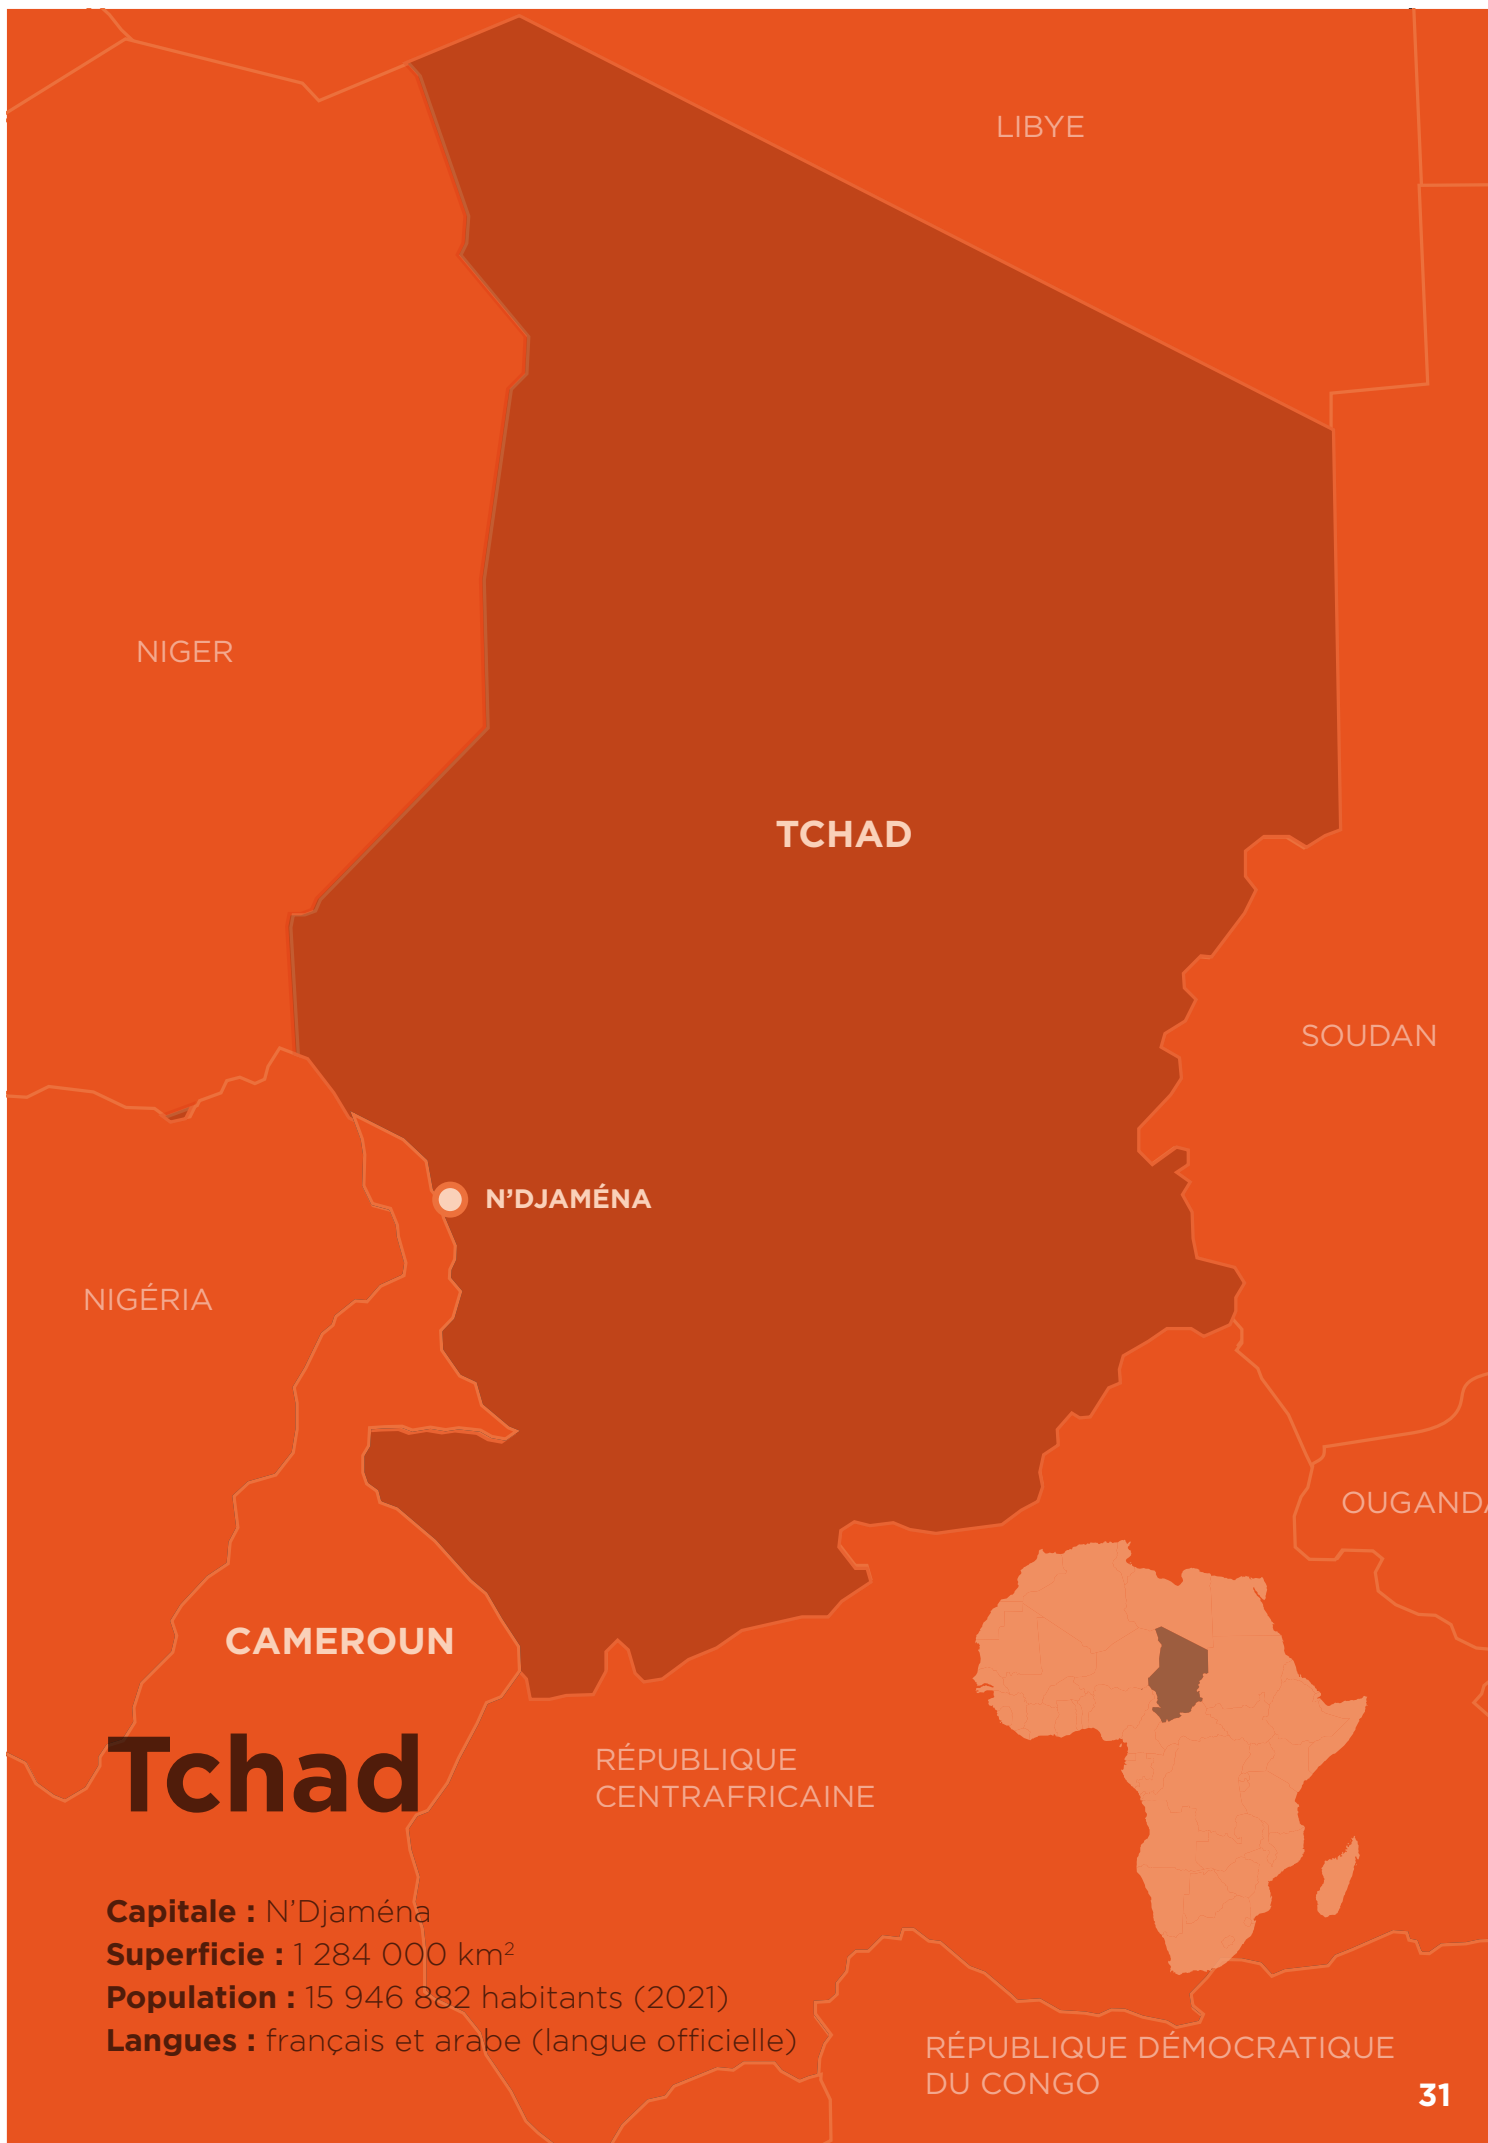 LIBYE
NIGER
TCHAD
SOUDAN
N’DJAMÉNA
NIGÉRIA
OUGANDA
CAMEROUN
Tchad
RÉPUBLIQUE
CENTRAFRICAINE
Capitale : N’Djaména
Superficie : 1 284 000 km²
Population : 15 946 882 habitants (2021)
Langues : français et arabe (langue officielle)
RÉPUBLIQUE DÉMOCRATIQUE
DU CONGO
31